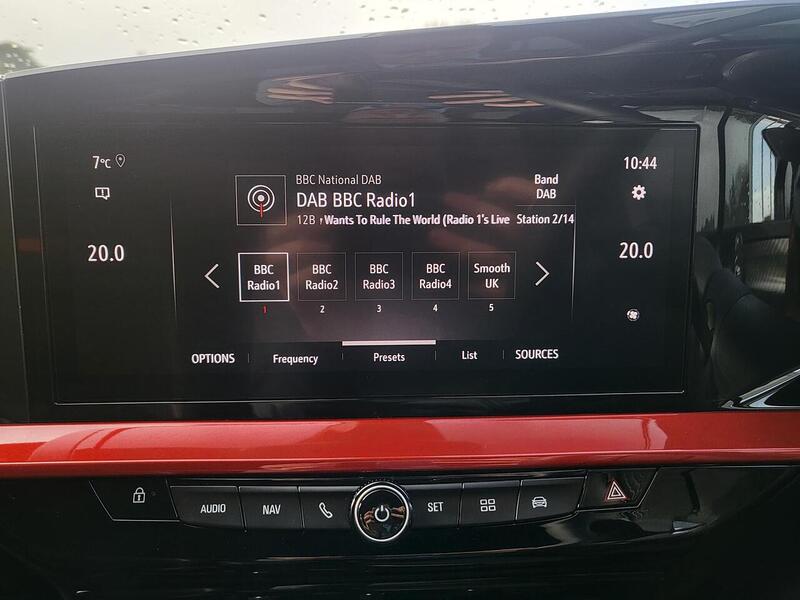 7°C
10:44
BBC National DAB
Band
DAB
DAB BBC Radio1
12B Wants To Rule The World (Radio 1's Live
Station 2/14
20.0
20.0
BBC
Radio1
BBC
Radio2
BBC
Radio3
BBC
Radio4
Smooth
UK
1
2
3
4
5
OPTIONS
Frequency
Presets
List
SOURCES
AUDIO
NAV
SET